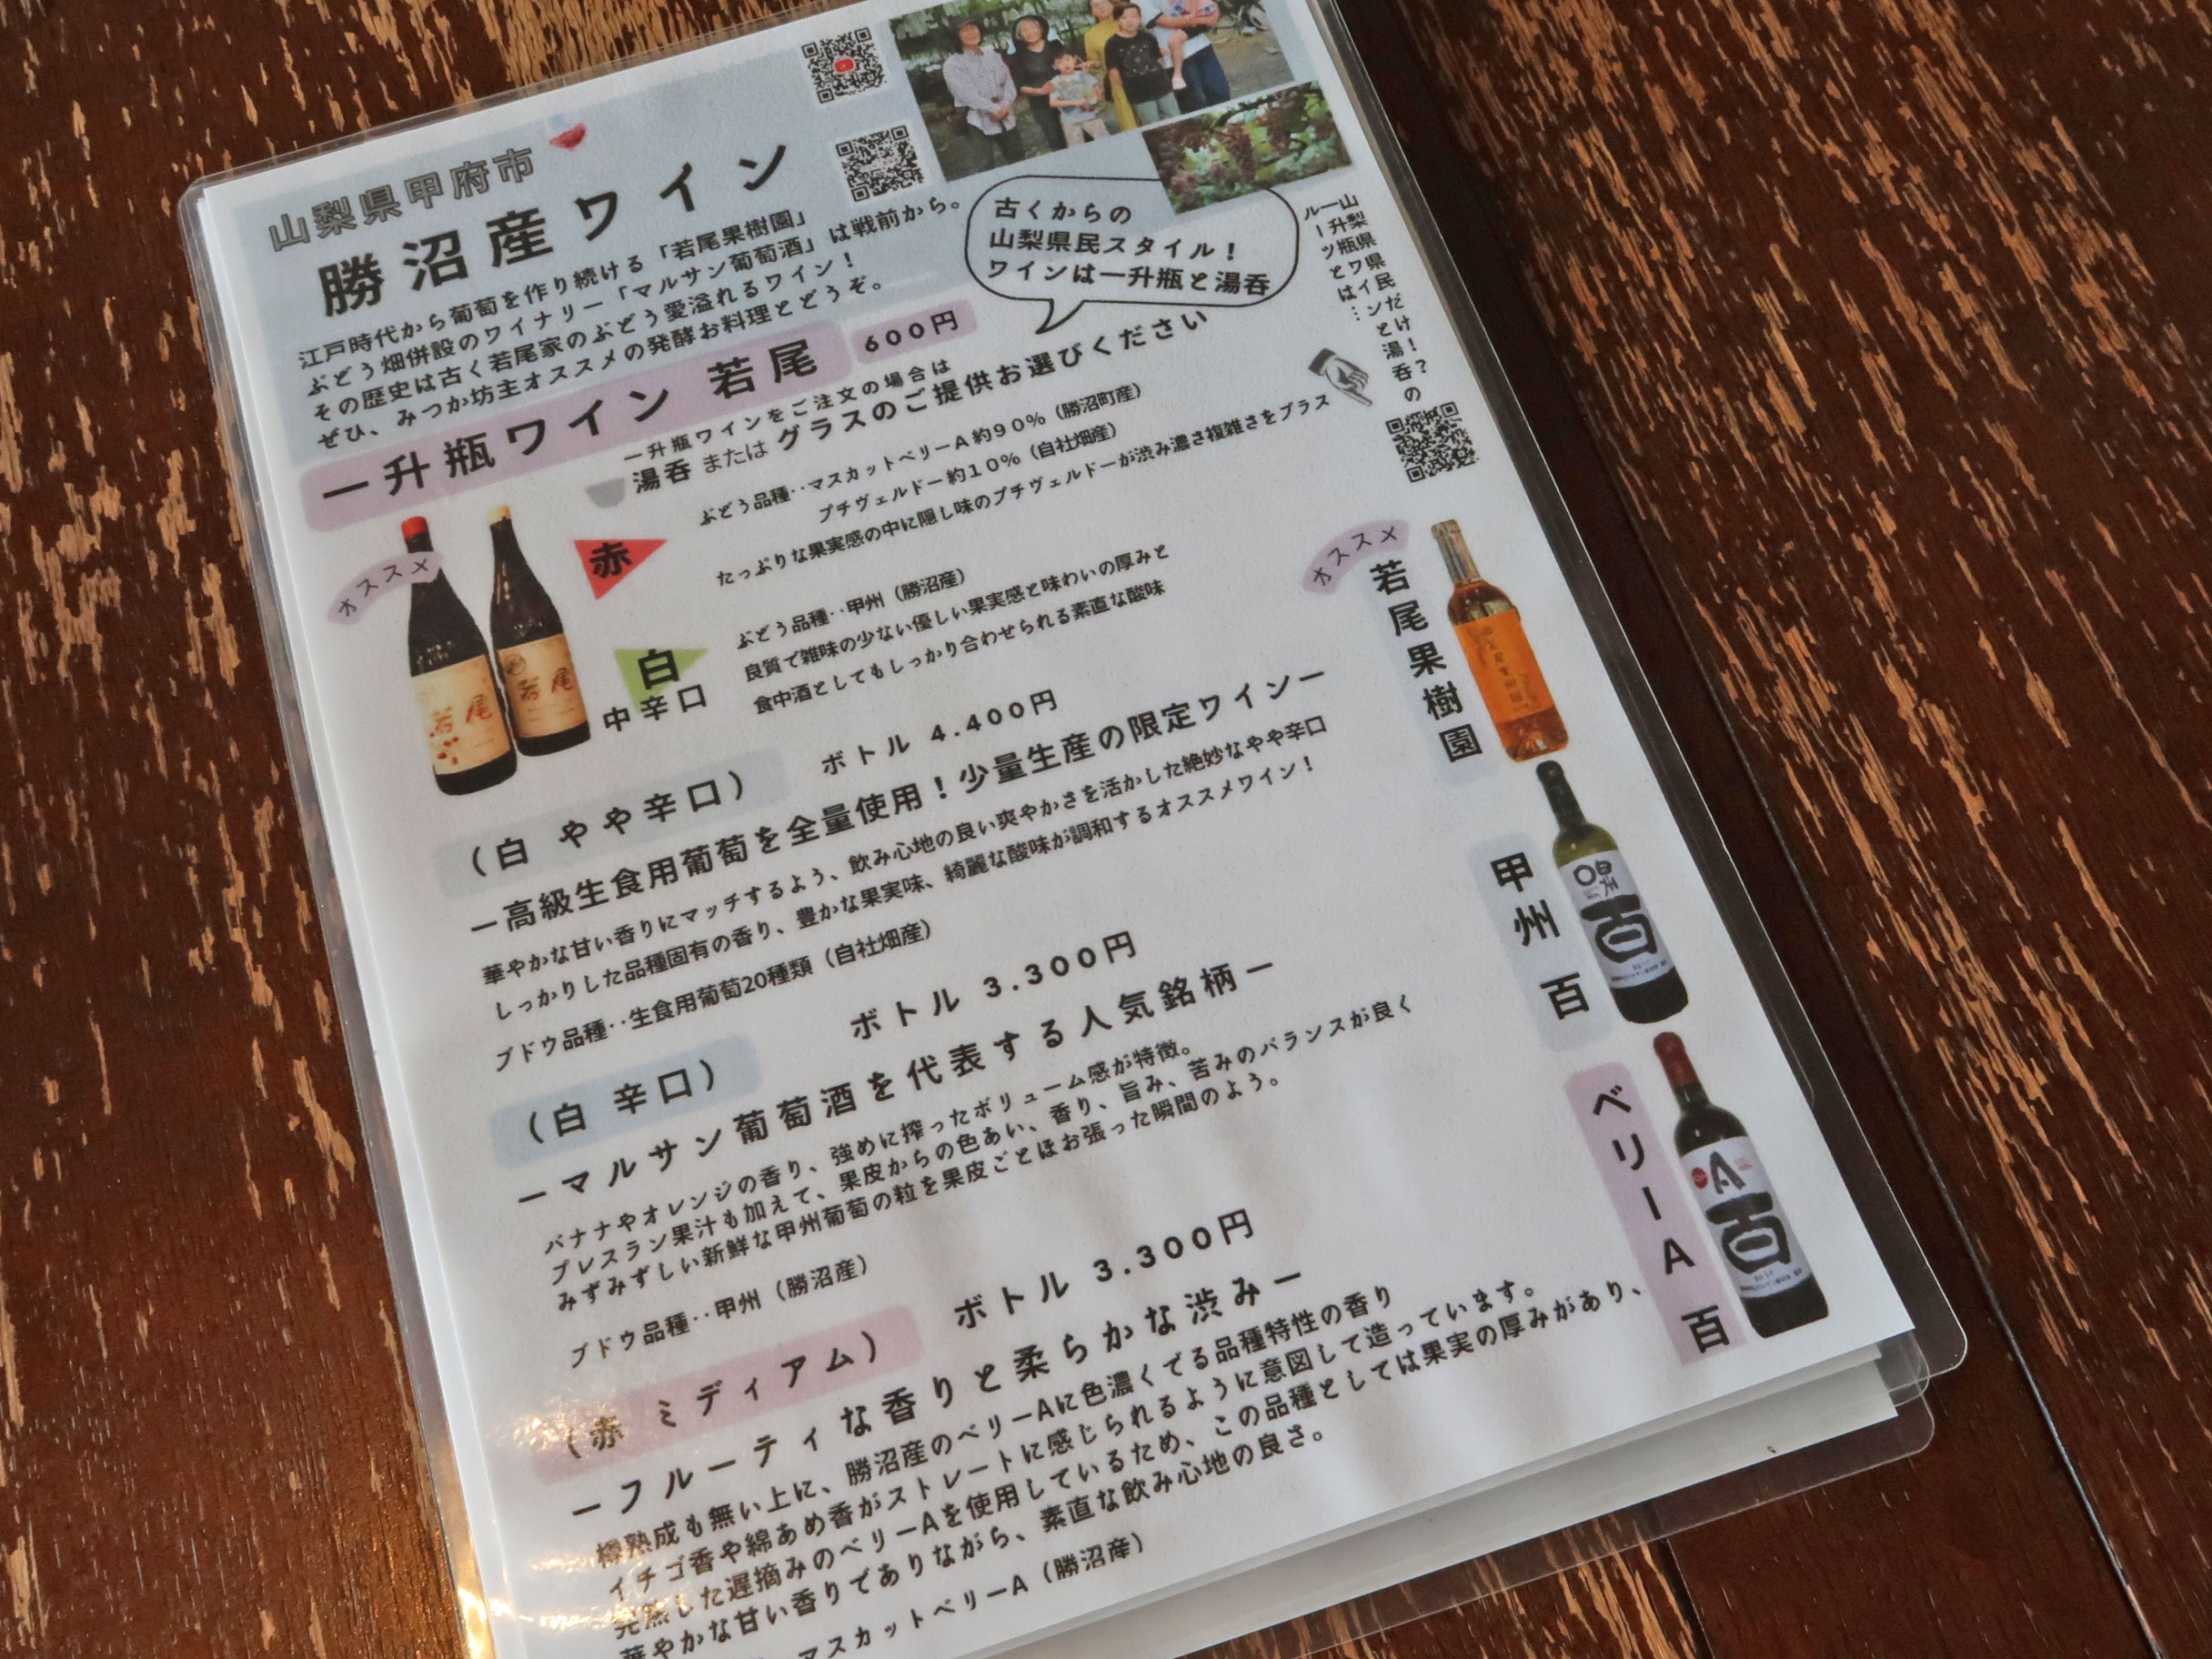 山梨県甲府市
勝沼産ワイン
江戸時代から葡萄を作り続ける「若尾果樹園」
ぶどう畑併設のワイナリー「マルサン葡萄酒」は戦前から。
その歴史は古く若尾家のぶどう愛溢れるワイン！
ぜひ、みつか坊主オススメの発酵お料理とどうぞ。
古くからの
山梨県民スタイル！
ワインは一升瓶と湯呑
山梨県民だけ！？
一升瓶ワインと湯呑の
ルーツとは…
一升瓶ワイン 若尾 600円
一升瓶ワインをご注文の場合は
湯呑 または グラスのご提供お選びください
オススメ
赤
ぶどう品種‥マスカットベリーA約90%（勝沼町産）
プチヴェルドー約10%（自社畑産）
たっぷりな果実感の中に隠し味のプチヴェルドーが渋み濃さ複雑さをプラス
白
中辛口
ぶどう品種‥甲州（勝沼産）
良質で雑味の少ない優しい果実感と味わいの厚みと
食中酒としてもしっかり合わせられる素直な酸味
若尾
若尾
オススメ
若尾果樹園
（白 やや辛口） ボトル 4.400円
ー高級生食用葡萄を全量使用！少量生産の限定ワインー
華やかな甘い香りにマッチするよう、飲み心地の良い爽やかさを活かした絶妙なやや辛口
しっかりした品種固有の香り、豊かな果実味、綺麗な酸味が調和するオススメワイン！
ブドウ品種‥生食用葡萄20種類（自社畑産）
甲州 百
百
（白 辛口） ボトル 3.300円
ーマルサン葡萄酒を代表する人気銘柄ー
バナナやオレンジの香り、強めに搾ったボリューム感が特徴。
プレスラン果汁も加えて、果皮からの色あい、香り、旨み、苦みのバランスが良く
みずみずしい新鮮な甲州葡萄の粒を果皮ごとほお張った瞬間のよう。
ブドウ品種‥甲州（勝沼産）
ベリーA 百
A
百
（赤 ミディアム） ボトル 3.300円
ーフルーティな香りと柔らかな渋みー
樽熟成も無い上に、勝沼産のベリーAに色濃くでる品種特性の香り
イチゴ香や綿あめ香がストレートに感じられるように意図して造っています。
完熟した遅摘みのベリーAを使用しているため、この品種としては果実の厚みがあり、
華やかな甘い香りでありながら、素直な飲み心地の良さ。
マスカットベリーA（勝沼産）